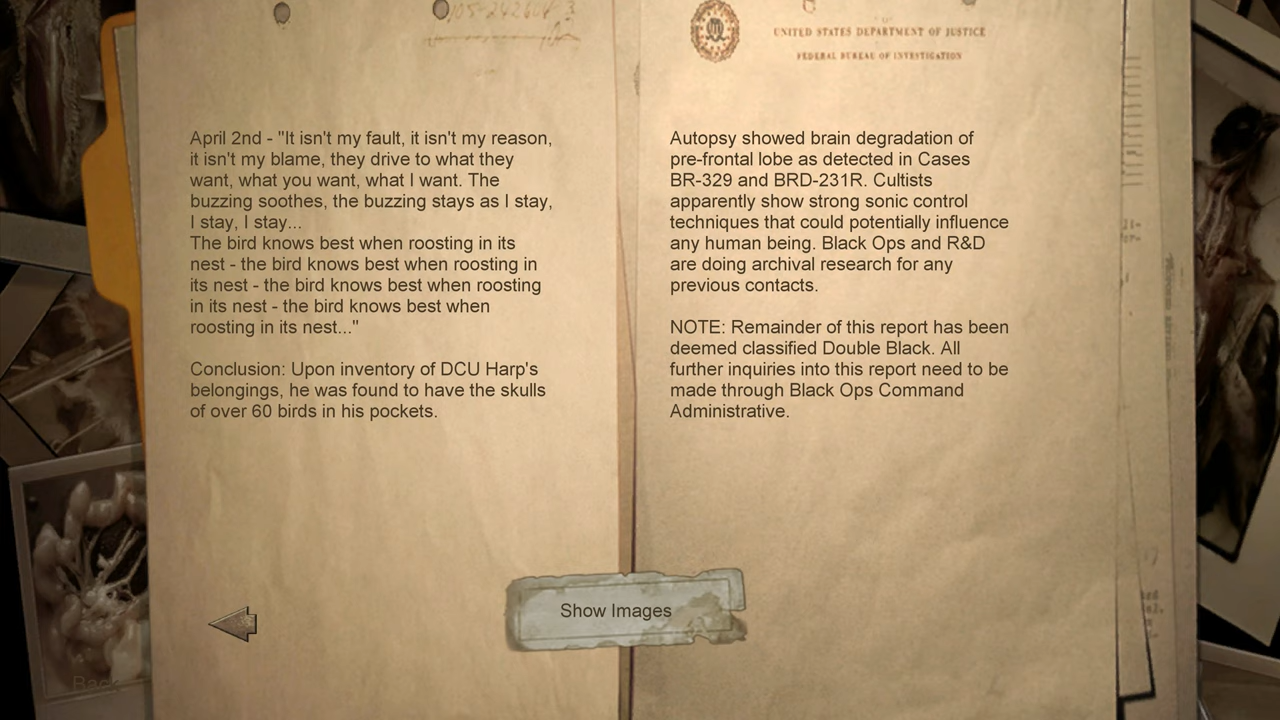 UNITED STATES DEPARTMENT OF JUSTICE
FEDERAL BUREAU OF INVESTIGATION
April 2nd - "It isn't my fault, it isn't my reason,
it isn't my blame, they drive to what they
want, what you want, what I want. The
buzzing soothes, the buzzing stays as I stay,
I stay, I stay...
The bird knows best when roosting in its
nest - the bird knows best when roosting in
its nest - the bird knows best when roosting
in its nest - the bird knows best when
roosting in its nest..."
Conclusion: Upon inventory of DCU Harp's
belongings, he was found to have the skulls
of over 60 birds in his pockets.
Autopsy showed brain degradation of
pre-frontal lobe as detected in Cases
BR-329 and BRD-231R. Cultists
apparently show strong sonic control
techniques that could potentially influence
any human being. Black Ops and R&D
are doing archival research for any
previous contacts.
NOTE: Remainder of this report has been
deemed classified Double Black. All
further inquiries into this report need to be
made through Black Ops Command
Administrative.
Show Images
Back